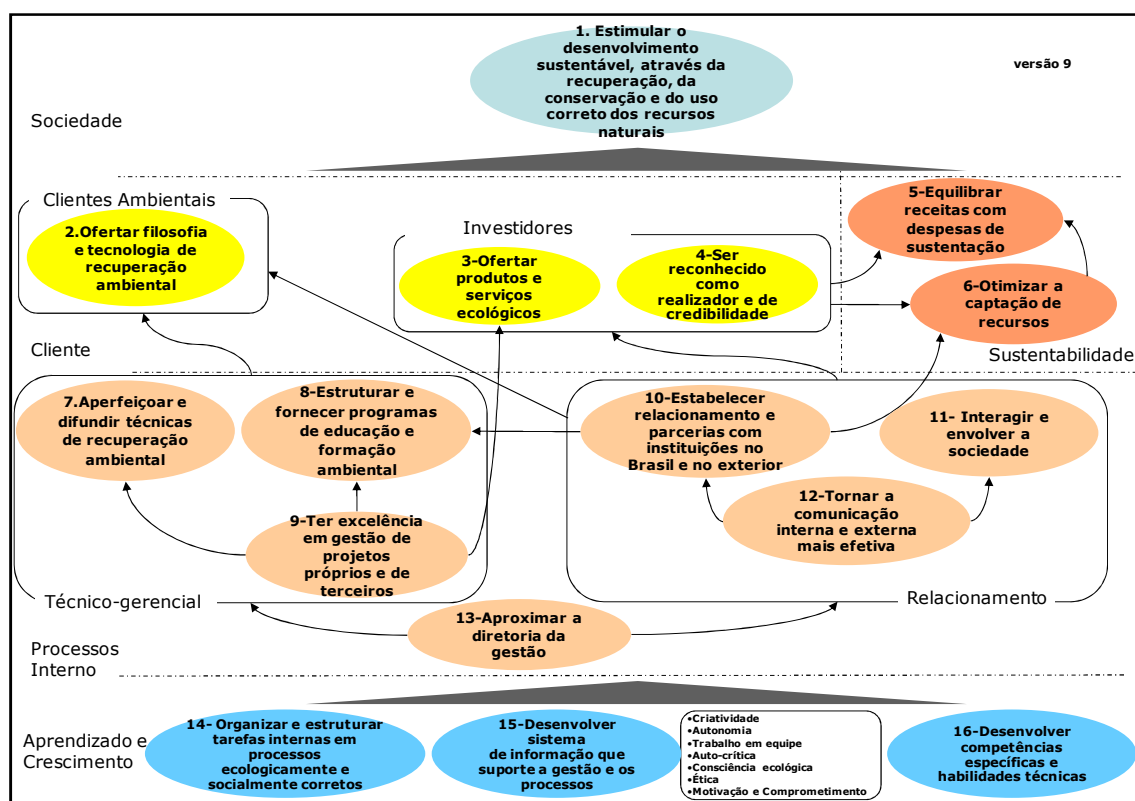 1. Estimular o
desenvolvimento
sustentável, através da
recuperação, da
conservação e do uso
correto dos recursos
naturais
versão 9
Sociedade
Clientes Ambientais
2.Ofertar filosofia
e tecnologia de
recuperação
ambiental
Investidores
3-Ofertar
produtos e
serviços
ecológicos
4-Ser
reconhecido
como
realizador e de
credibilidade
5-Equilibrar
receitas com
despesas de
sustentação
6-Otimizar a
captação de
recursos
Cliente
Sustentabilidade
7.Aperfeiçoar e
difundir técnicas
de recuperação
ambiental
8-Estruturar e
fornecer programas
de educação e
formação
ambiental
9-Ter excelência
em gestão de
projetos
próprios e de
terceiros
Técnico-gerencial
10-Estabelecer
relacionamento e
parcerias com
instituições no
Brasil e no exterior
11- Interagir e
envolver a
sociedade
12-Tornar a
comunicação
interna e externa
mais efetiva
Relacionamento
13-Aproximar a
diretoria da
gestão
Processos
Interno
Aprendizado e
Crescimento
14- Organizar e estruturar
tarefas internas em
processos
ecologicamente e
socialmente corretos
15-Desenvolver
sistema
de informação que
suporte a gestão e os
processos
•Criatividade
•Autonomia
•Trabalho em equipe
•Auto-crítica
•Consciência ecológica
•Ética
•Motivação e Comprometimento
16-Desenvolver
competências
específicas e
habilidades técnicas